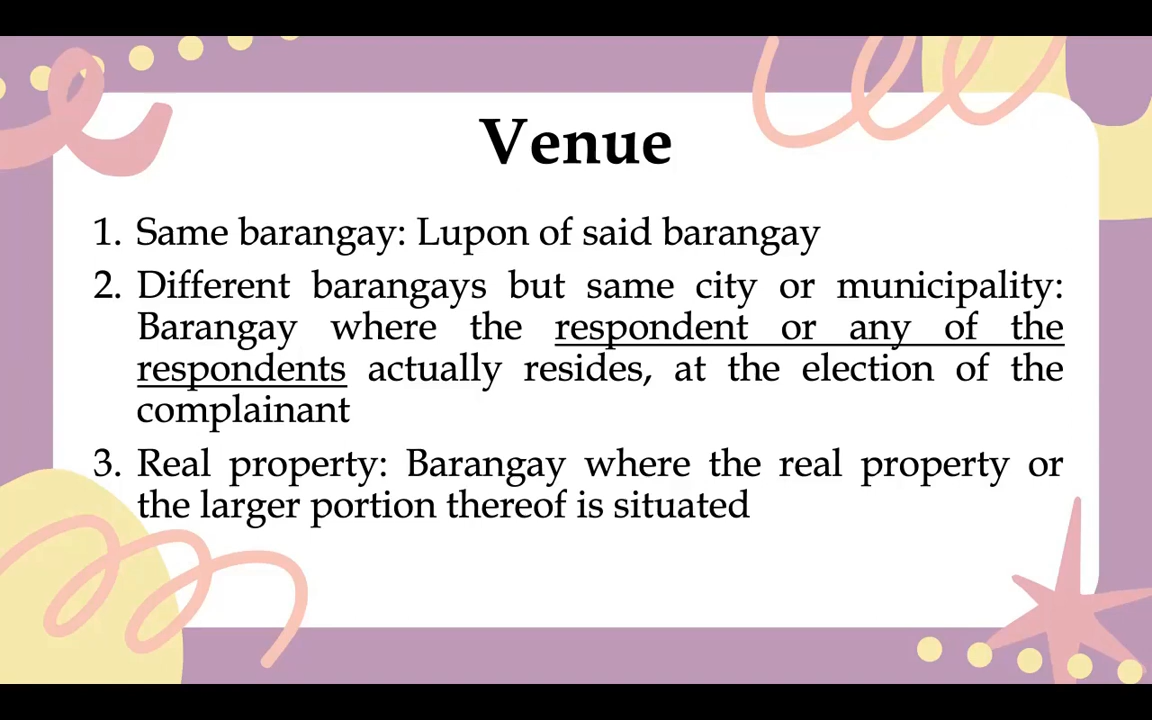 Venue
1. Same barangay: Lupon of said barangay
2. Different barangays but same city or municipality:
Barangay where the respondent or any of the
respondents actually resides, at the election of the
complainant
3. Real property: Barangay where the real property or
the larger portion thereof is situated